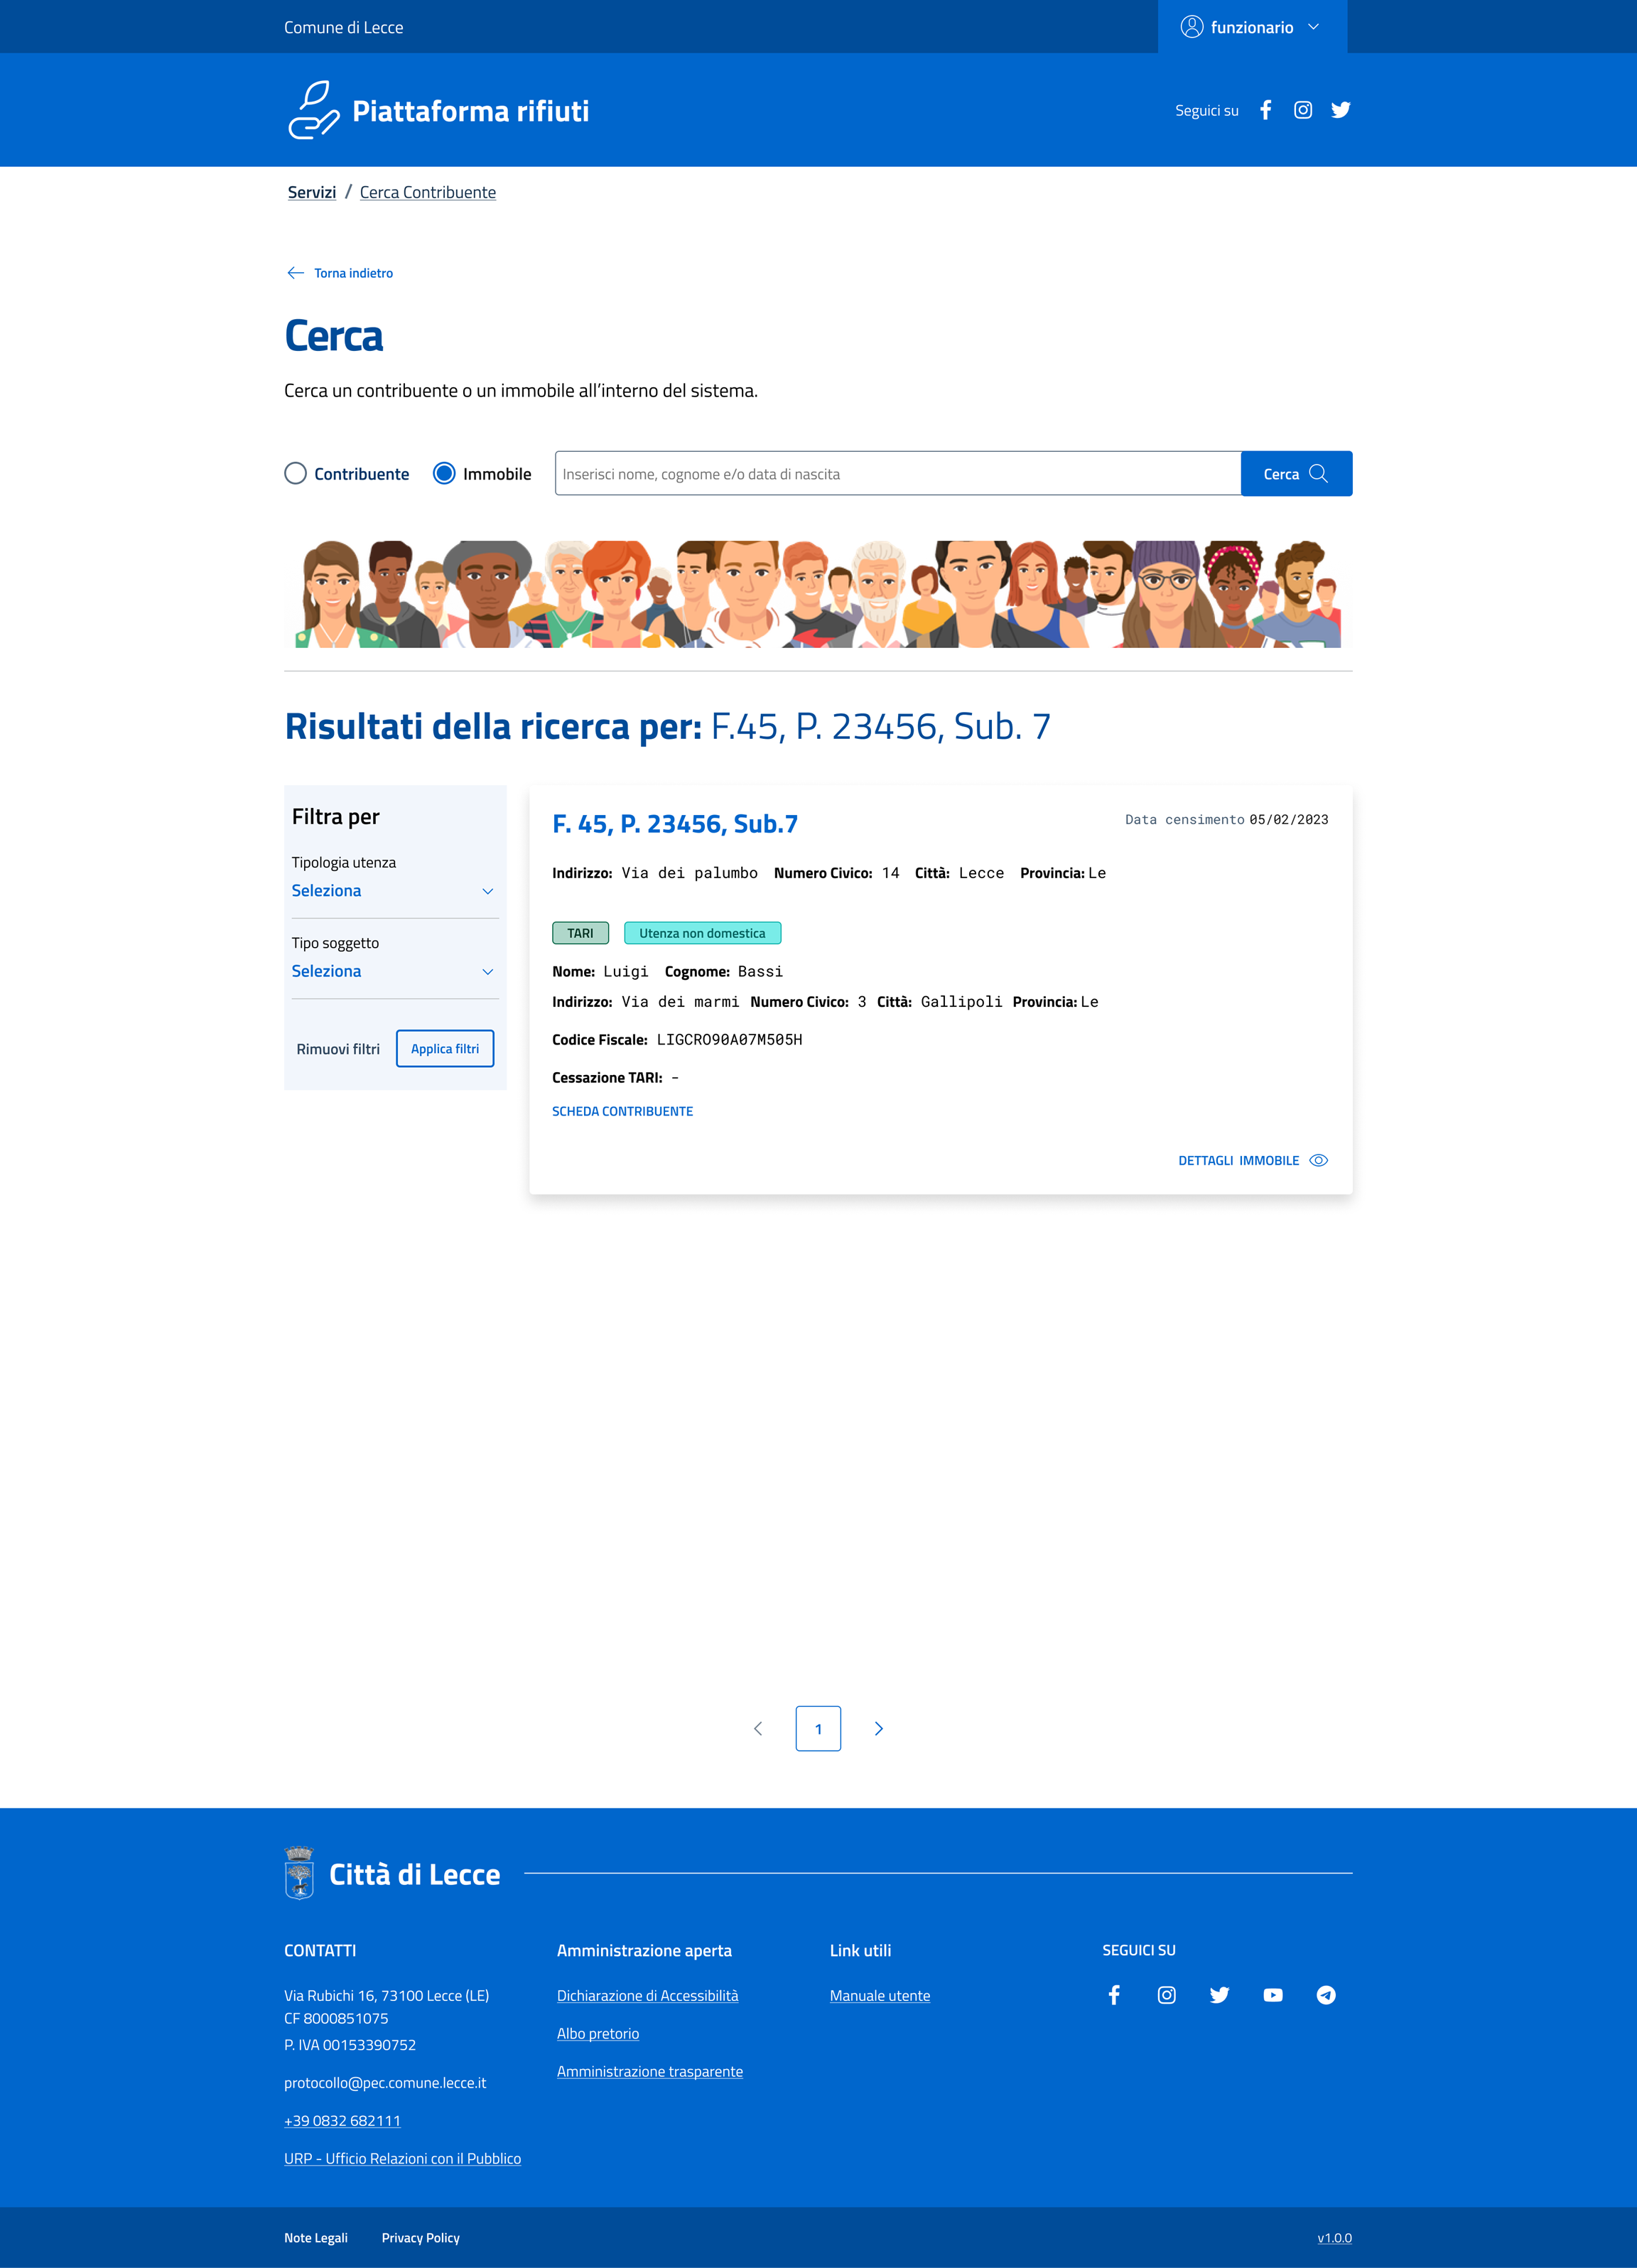 Comune di Lecce
funzionario
Piattaforma rifiuti
Seguici su
Servizi / Cerca Contribuente
Torna indietro
Cerca
Cerca un contribuente o un immobile all’interno del sistema.
Contribuente
Immobile
Inserisci nome, cognome e/o data di nascita
Cerca
Risultati della ricerca per: F.45, P. 23456, Sub. 7
Filtra per
Tipologia utenza
Seleziona
Tipo soggetto
Seleziona
Rimuovi filtri
Applica filtri
F. 45, P. 23456, Sub.7
Data censimento 05/02/2023
Indirizzo: Via dei palumbo Numero Civico: 14 Città: Lecce Provincia: Le
TARI
Utenza non domestica
Nome: Luigi Cognome: Bassi
Indirizzo: Via dei marmi Numero Civico: 3 Città: Gallipoli Provincia: Le
Codice Fiscale: LIGCRO90A07M505H
Cessazione TARI: -
SCHEDA CONTRIBUENTE
DETTAGLI IMMOBILE
1
Città di Lecce
CONTATTI
Via Rubichi 16, 73100 Lecce (LE)
CF 8000851075
P. IVA 00153390752
protocollo@pec.comune.lecce.it
+39 0832 682111
URP - Ufficio Relazioni con il Pubblico
Amministrazione aperta
Dichiarazione di Accessibilità
Albo pretorio
Amministrazione trasparente
Link utili
Manuale utente
SEGUICI SU
Note Legali
Privacy Policy
v1.0.0